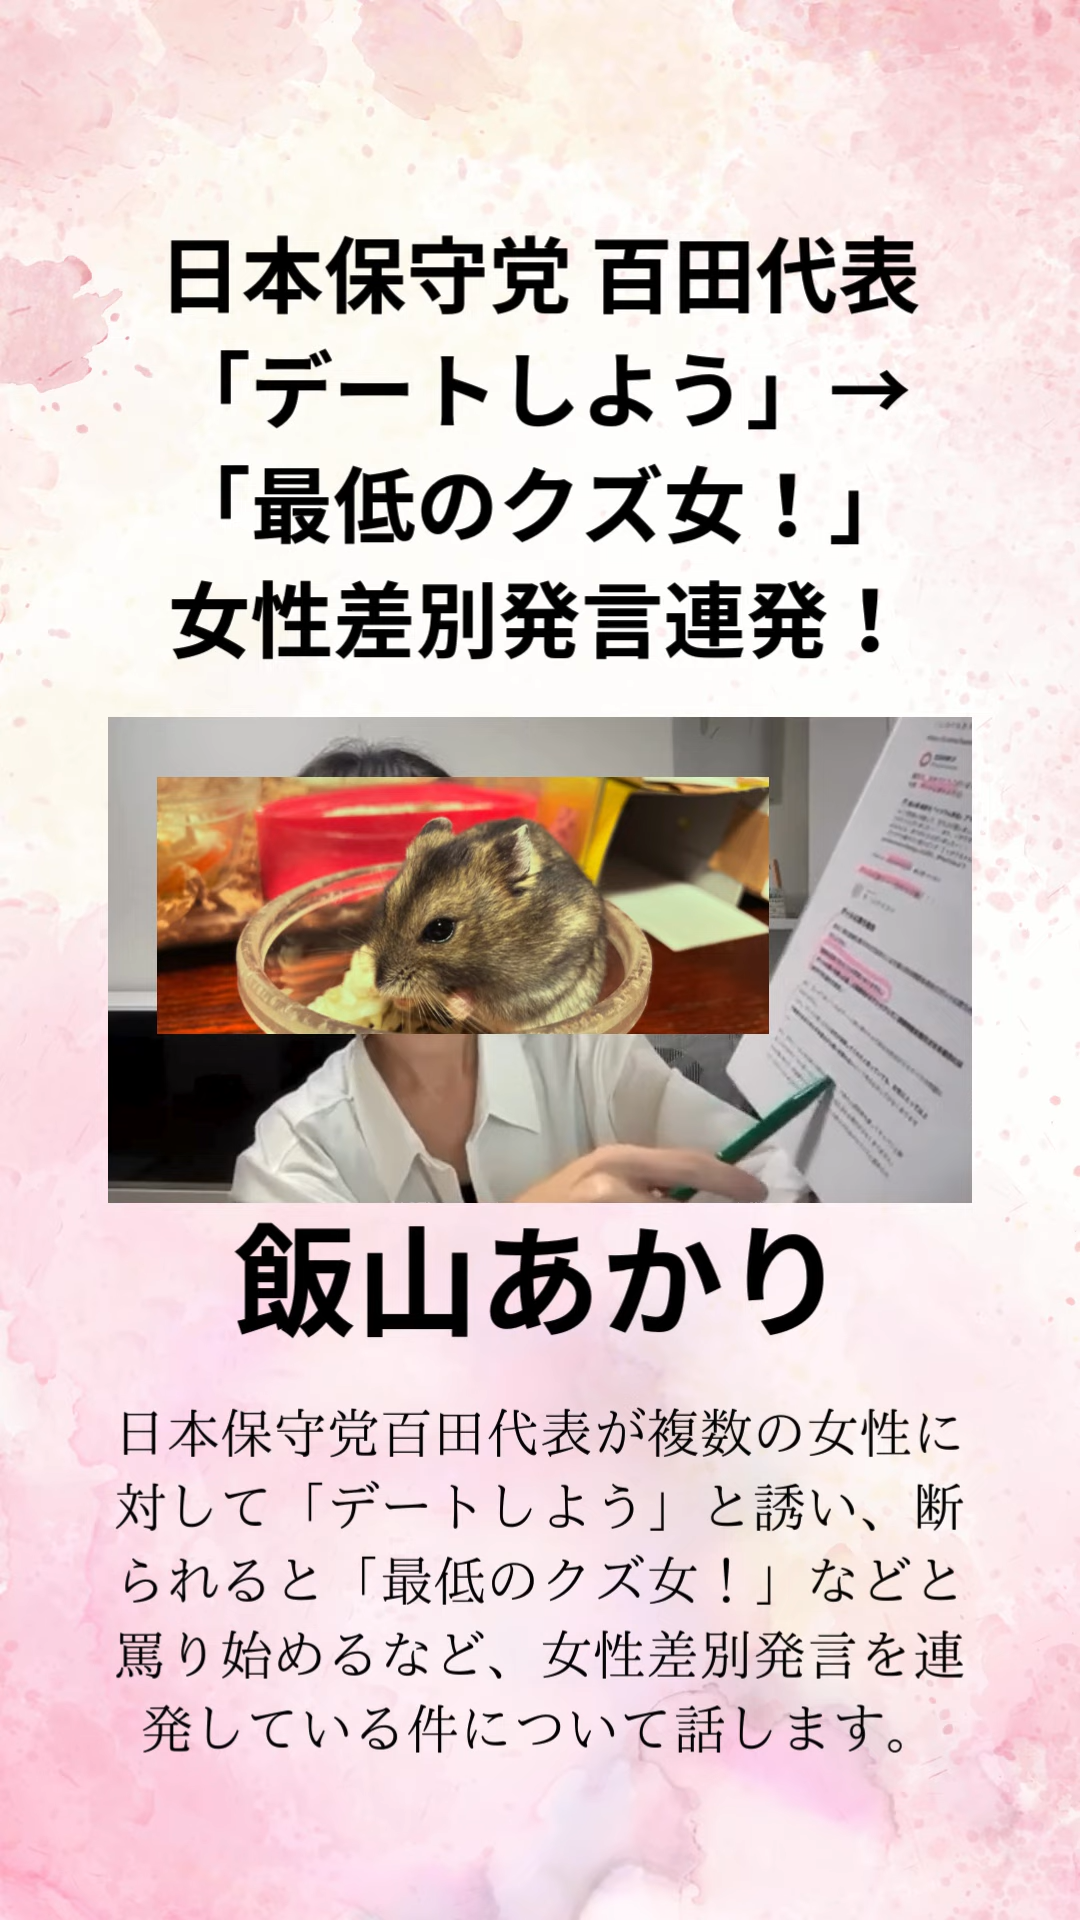 日本保守党 百田代表
「デートしよう」→
「最低のクズ女！」
女性差別発言連発！
飯山あかり
日本保守党百田代表が複数の女性に
対して「デートしよう」と誘い、断
られると「最低のクズ女！」などと
罵り始めるなど、女性差別発言を連
発している件について話します。